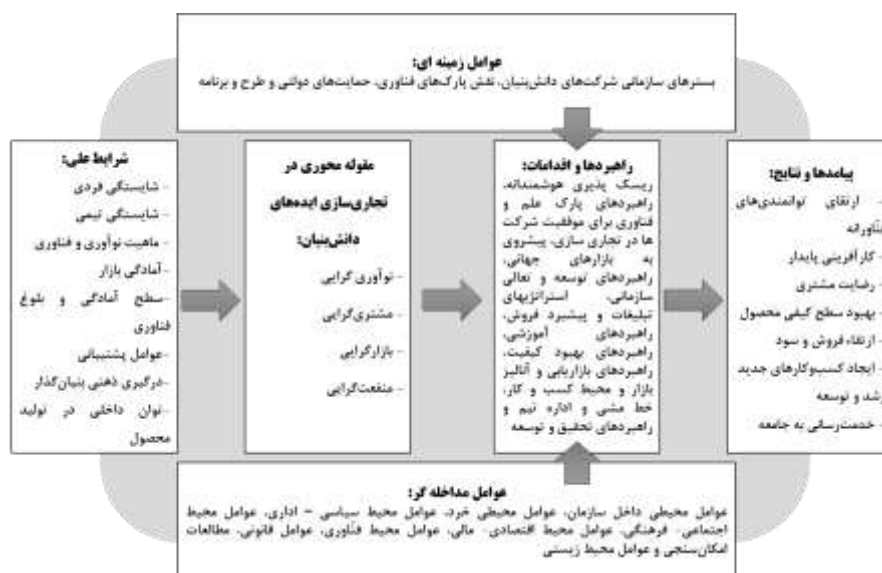 عوامل زمینه ای:
بسترهای سازمانی شرکت‌های دانش‌بنیان، نقش پارک‌های فناوری، حمایت‌های دولتی و طرح و برنامه
شرایط علی:
- شایستگی فردی
- شایستگی تیمی
- ماهیت نوآوری و فناوری
- آمادگی بازار
- سطح آمادگی و بلوغ
فناوری
- عوامل پشتیبانی
- درگیری ذهنی بنیان‌گذار
- توان داخلی در تولید
محصول
مقوله محوری در
تجاری‌سازی ایده‌های
دانش‌بنیان:
- نوآوری گرایی
- مشتری‌گرایی
- بازارگرایی
- منفعت‌گرایی
راهبردها و اقدامات:
ریسک پذیری هوشمندانه،
راهبردهای پارک علم و
فناوری برای موفقیت شرکت
ها در تجاری سازی، پیشروی
به بازارهای جهانی،
راهبردهای توسعه و تعالی
سازمانی، استراتژیهای
تبلیغات و پیشبرد فروش،
راهبردهای آموزشی،
راهبردهای بهبود کیفیت،
راهبردهای بازاریابی و آنالیز
بازار و محیط کسب و کار،
خط مشی و اداره تیم و
راهبردهای تحقیق و توسعه
پیامدها و نتایج:
- ارتقای توانمندی‌های
فنّاورانه
- کارآفرینی پایدار
- رضایت مشتری
- بهبود سطح کیفی محصول
- ارتقاء فروش و سود
- ایجاد کسب‌وکارهای جدید
رشد و توسعه
- خدمت‌رسانی به جامعه
عوامل مداخله گر:
عوامل محیطی داخل سازمان، عوامل محیطی خرد، عوامل محیط سیاسی – اداری، عوامل محیط
اجتماعی- فرهنگی، عوامل محیط اقتصادی- مالی، عوامل محیط فنّاوری، عوامل قانونی، مطالعات
امکان‌سنجی و عوامل محیط زیستی